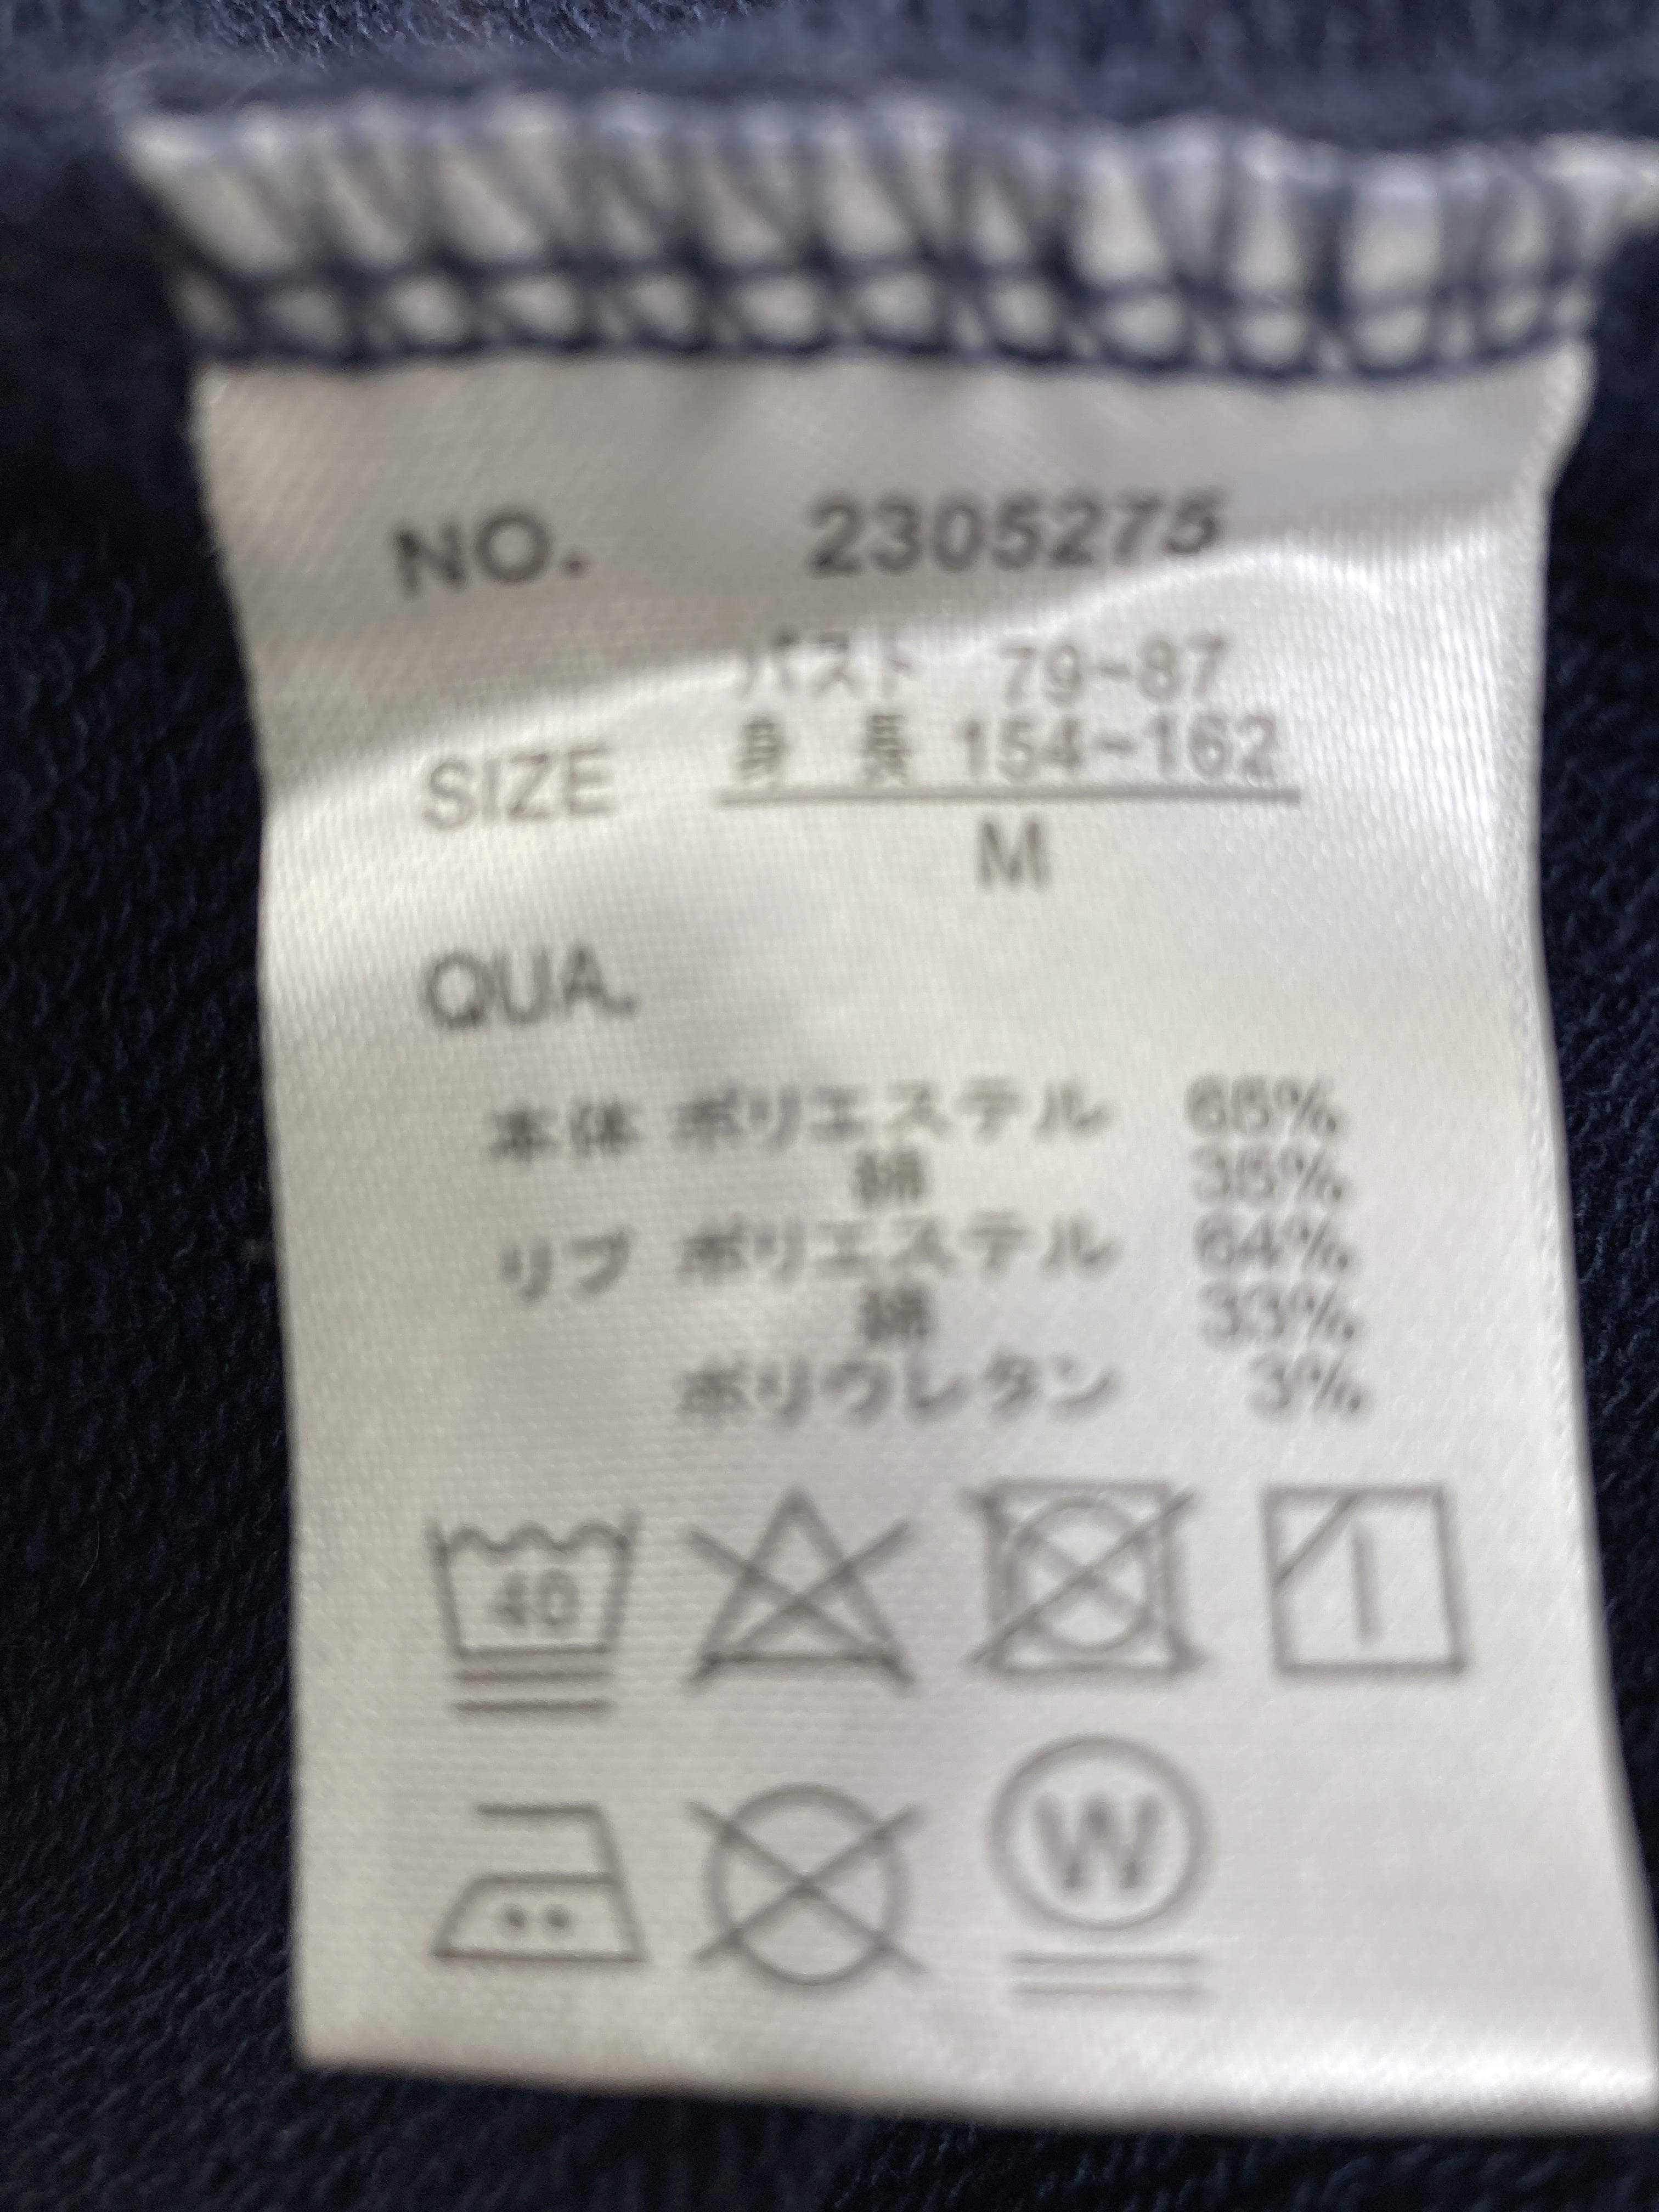 NO. 2305275
バスト 79~87
SIZE 身長 154~162
M
QUA.
本体 ポリエステル 65%
綿 35%
リブ ポリエステル 64%
綿 33%
ポリウレタン 3%
40
W